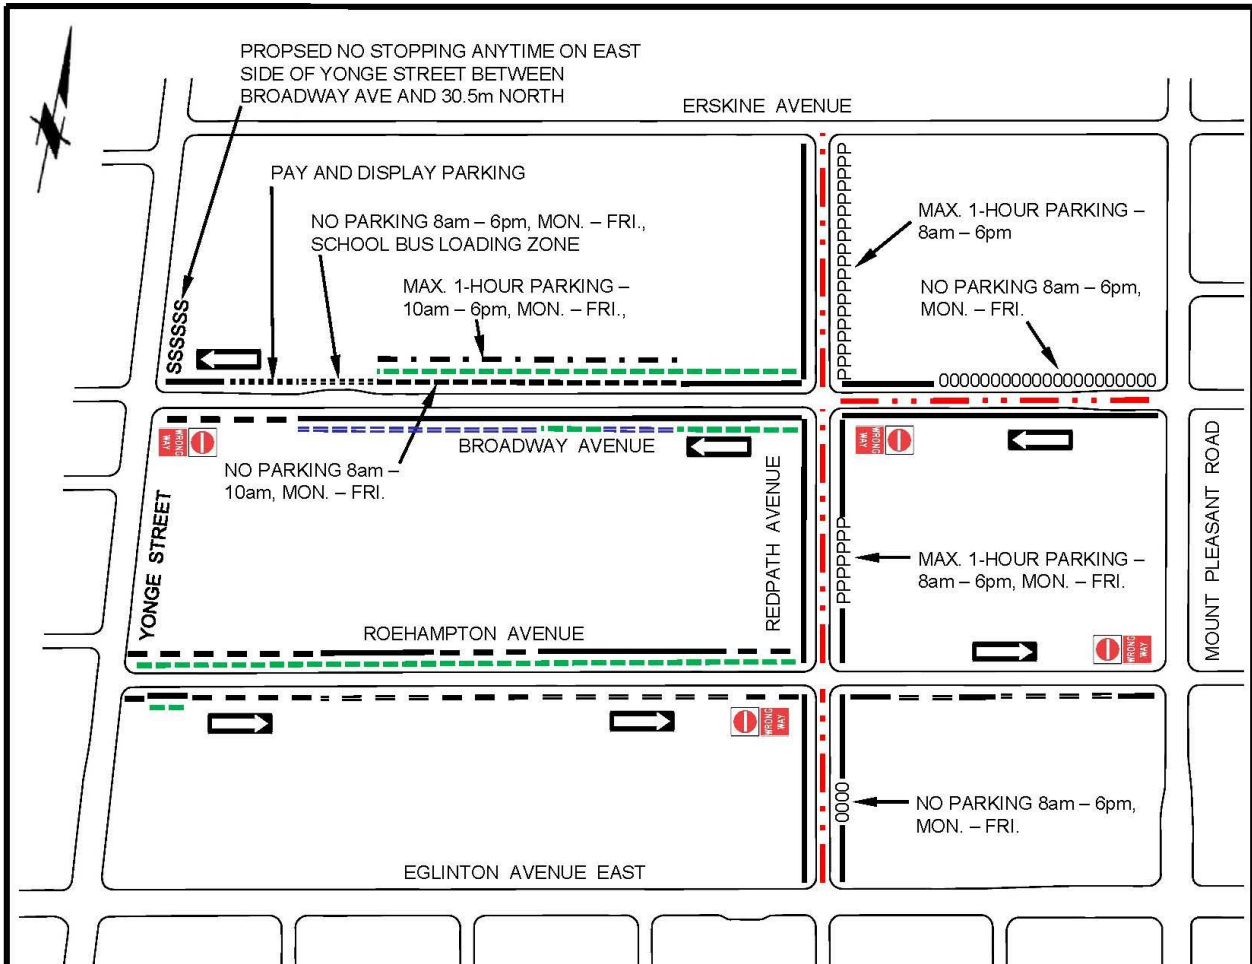 PROPSED NO STOPPING ANYTIME ON EAST
SIDE OF YONGE STREET BETWEEN
BROADWAY AVE AND 30.5m NORTH
ERSKINE AVENUE
PAY AND DISPLAY PARKING
NO PARKING 8am – 6pm, MON. – FRI.,
SCHOOL BUS LOADING ZONE
MAX. 1-HOUR PARKING –
10am – 6pm, MON. – FRI.,
MAX. 1-HOUR PARKING –
8am – 6pm
NO PARKING 8am – 6pm,
MON. – FRI.
SSSSSS
PPPPPPPPPPPPPPPPPPPPPP
0000000000000000000000
WRONG WAY
BROADWAY AVENUE
WRONG WAY
NO PARKING 8am –
10am, MON. – FRI.
YONGE STREET
REDPATH AVENUE
PPPPPPP
MAX. 1-HOUR PARKING –
8am – 6pm, MON. – FRI.
MOUNT PLEASANT ROAD
ROEHAMPTON AVENUE
WRONG WAY
WRONG WAY
0000
NO PARKING 8am – 6pm,
MON. – FRI.
EGLINTON AVENUE EAST